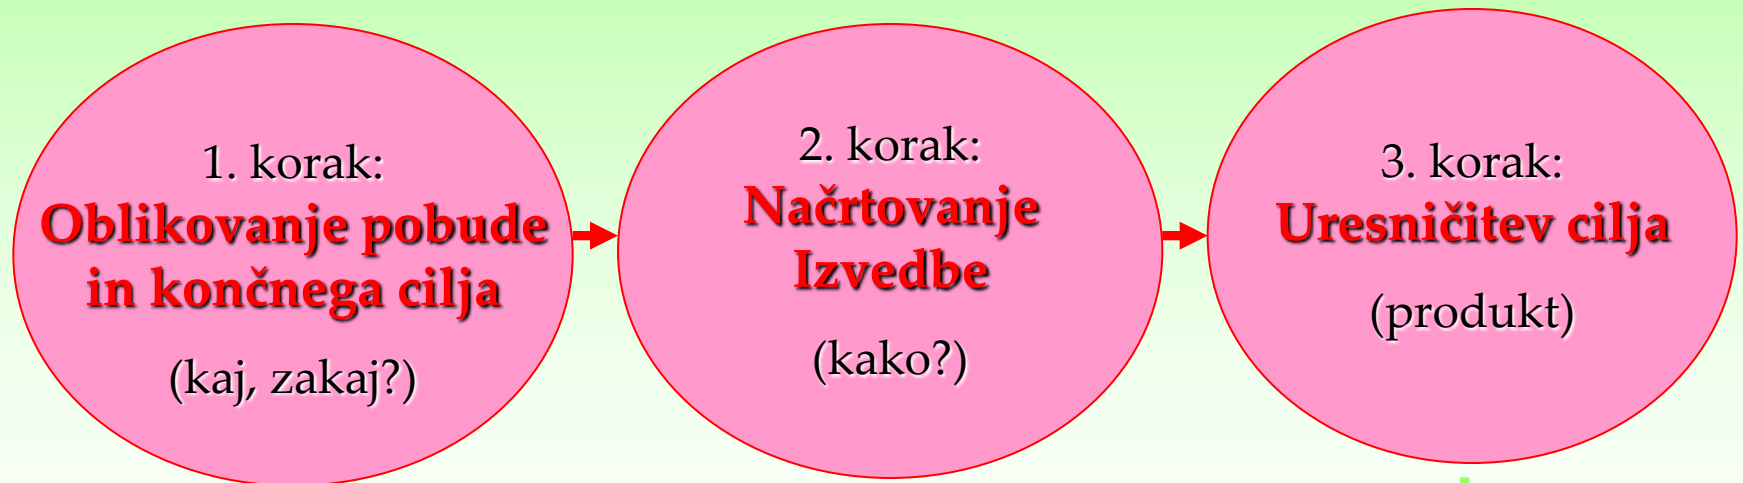 1. korak:
Oblikovanje pobude
in končnega cilja
(kaj, zakaj?)
2. korak:
Načrtovanje
Izvedbe
(kako?)
3. korak:
Uresničitev cilja
(produkt)